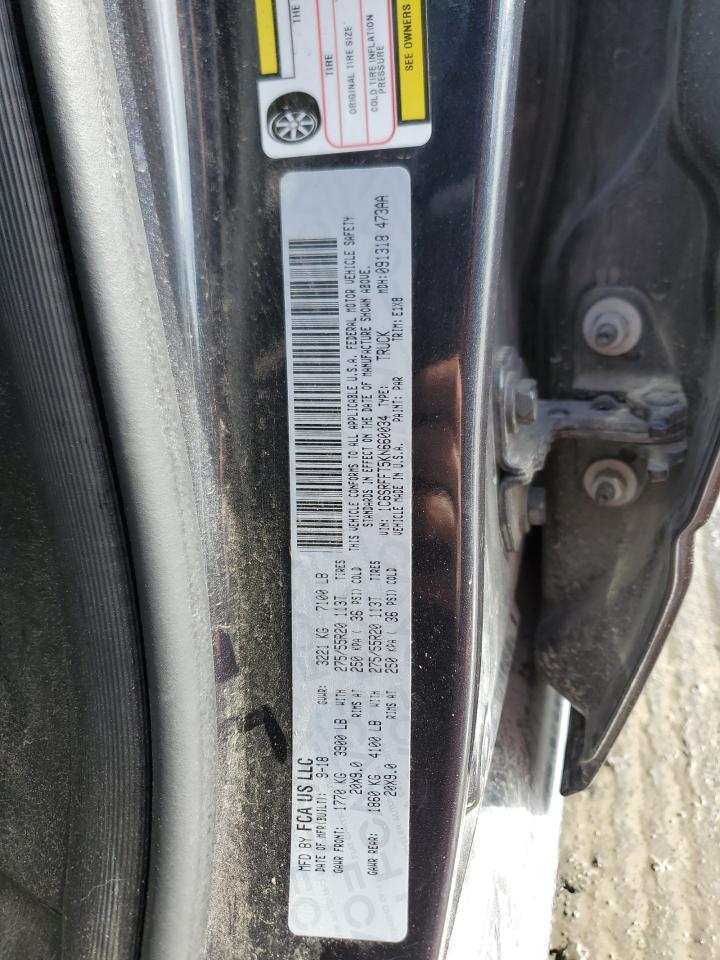 MFD BY FCA US LLC
DATE OF MFR(BUILT): 9-18 GVWR: 3221 KG 7100 LB
GAWR FRONT: 1770 KG 3900 LB WITH 275/55R20 113T TIRES
20X9.0 RIMS AT 250 KPA ( 36 PSI) COLD
GAWR REAR: 1860 KG 4100 LB WITH 275/55R20 113T TIRES
20X9.0 RIMS AT 250 KPA ( 36 PSI) COLD
THIS VEHICLE CONFORMS TO ALL APPLICABLE U.S.A. FEDERAL MOTOR VEHICLE SAFETY
STANDARDS IN EFFECT ON THE DATE OF MANUFACTURE SHOWN ABOVE.
VIN: 1C6SRFFT5KN660034 TYPE: TRUCK MDH:091318 473AA
VEHICLE MADE IN U.S.A. PAINT: PAR TRIM: E1X8
THE
TIRE
ORIGINAL TIRE SIZE
COLD TIRE INFLATION
PRESSURE
SEE OWNERS